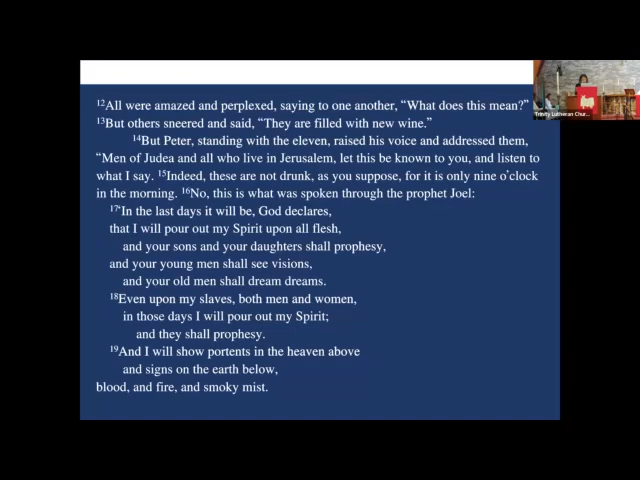 ¹²All were amazed and perplexed, saying to one another, “What does this mean?”
¹³But others sneered and said, “They are filled with new wine.”
¹⁴But Peter, standing with the eleven, raised his voice and addressed them,
“Men of Judea and all who live in Jerusalem, let this be known to you, and listen to
what I say. ¹⁵Indeed, these are not drunk, as you suppose, for it is only nine o’clock
in the morning. ¹⁶No, this is what was spoken through the prophet Joel:
¹⁷‘In the last days it will be, God declares,
that I will pour out my Spirit upon all flesh,
and your sons and your daughters shall prophesy,
and your young men shall see visions,
and your old men shall dream dreams.
¹⁸Even upon my slaves, both men and women,
in those days I will pour out my Spirit;
and they shall prophesy.
¹⁹And I will show portents in the heaven above
and signs on the earth below,
blood, and fire, and smoky mist.
Trinity Lutheran Chur...